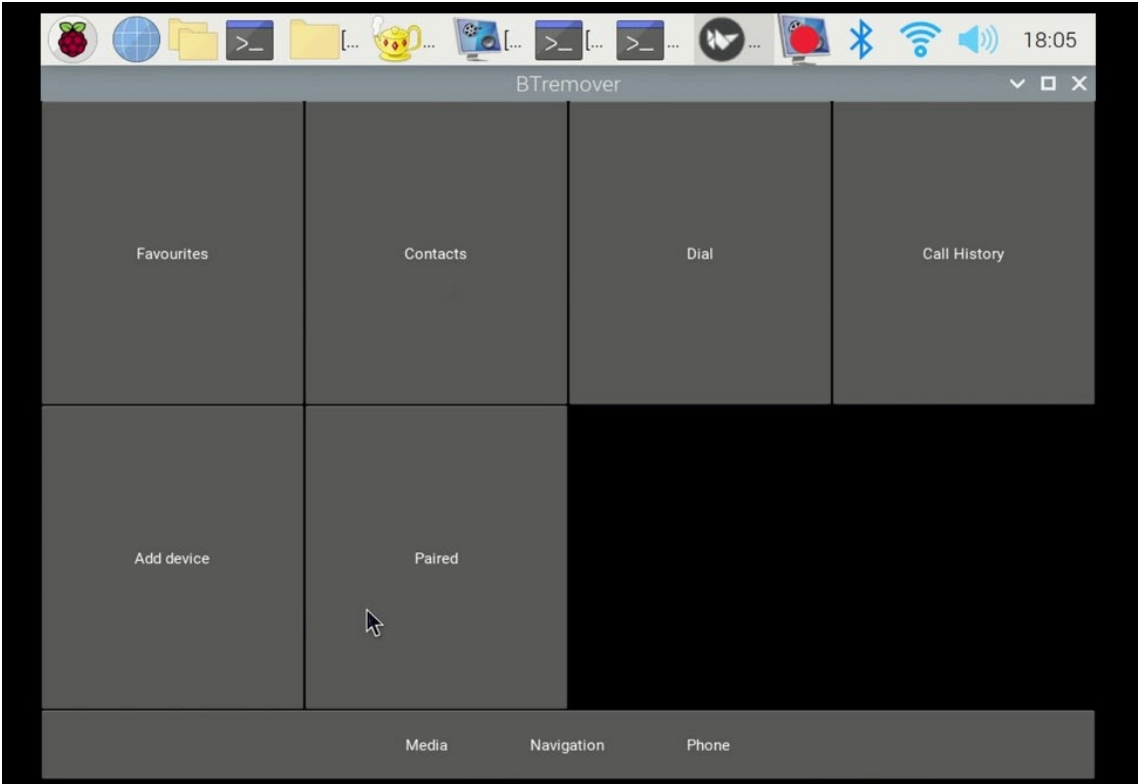 [... ... [... [... ... ... 18:05
BTremover
Favourites Contacts Dial Call History
Add device Paired
Media Navigation Phone